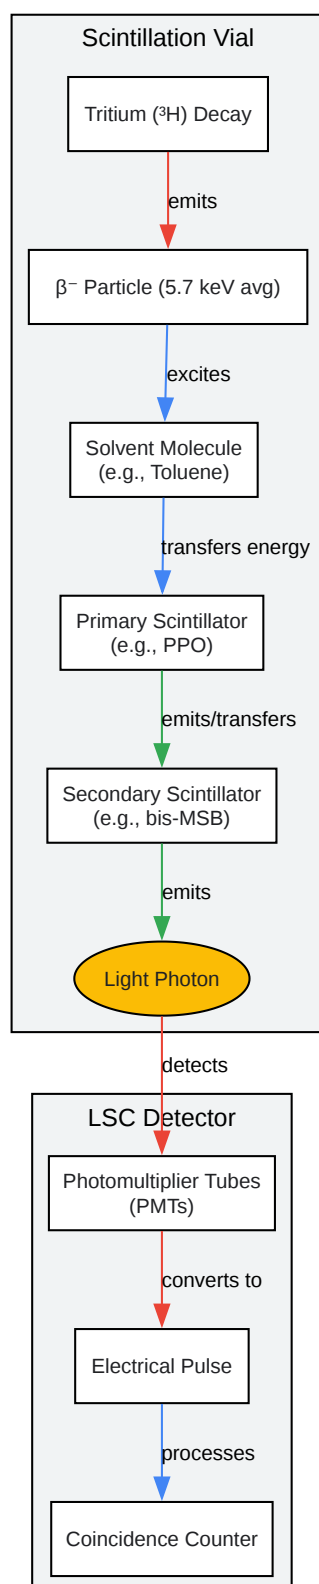 Scintillation Vial
Tritium (³H) Decay
emits
β⁻ Particle (5.7 keV avg)
excites
Solvent Molecule
(e.g., Toluene)
transfers energy
Primary Scintillator
(e.g., PPO)
emits/transfers
Secondary Scintillator
(e.g., bis-MSB)
emits
Light Photon
detects
LSC Detector
Photomultiplier Tubes
(PMTs)
converts to
Electrical Pulse
processes
Coincidence Counter